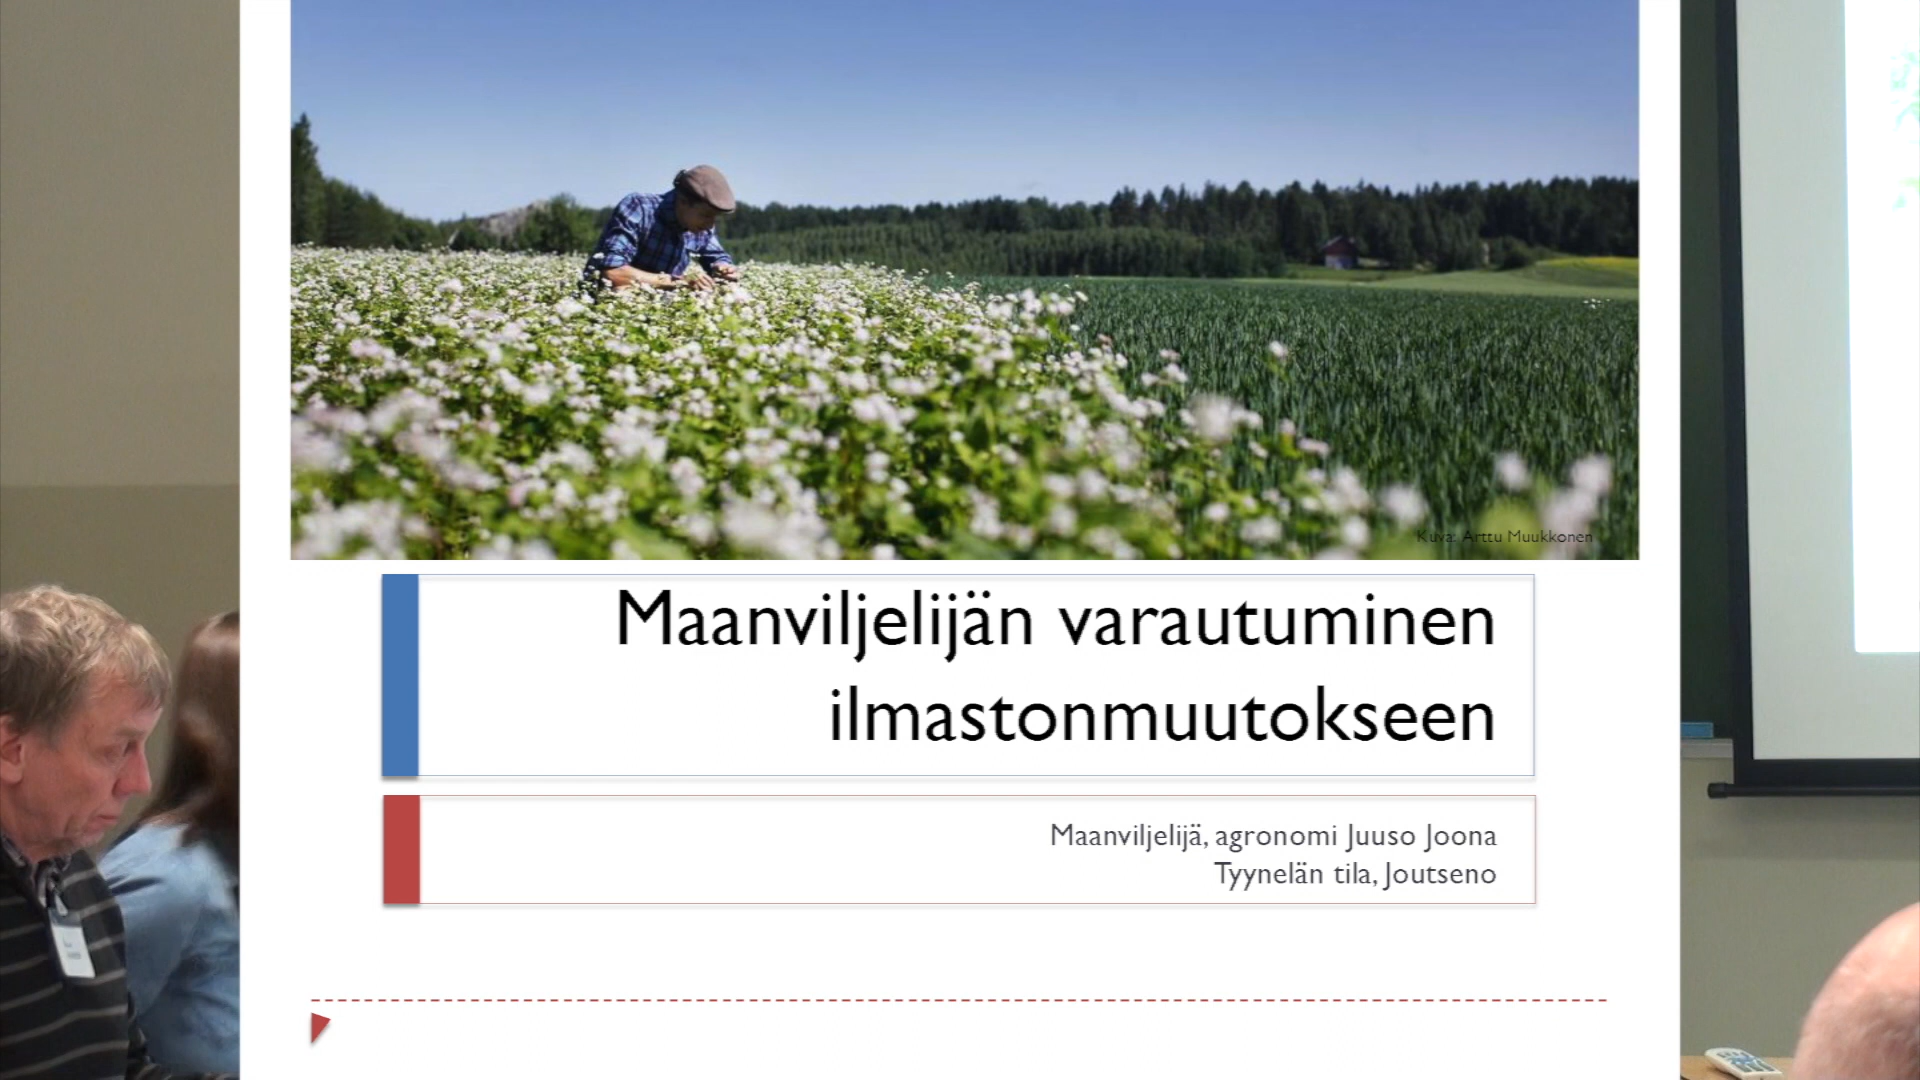 Kuva: Arttu Muukkonen
Maanviljelijän varautuminen
ilmastonmuutokseen
Maanviljelijä, agronomi Juuso Joona
Tyynelän tila, Joutseno